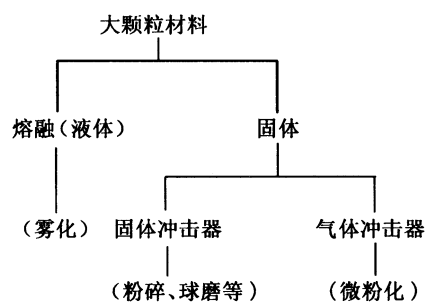 大颗粒材料
熔融(液体) 固体
(雾化) 固体冲击器 气体冲击器
(粉碎、球磨等) (微粉化)